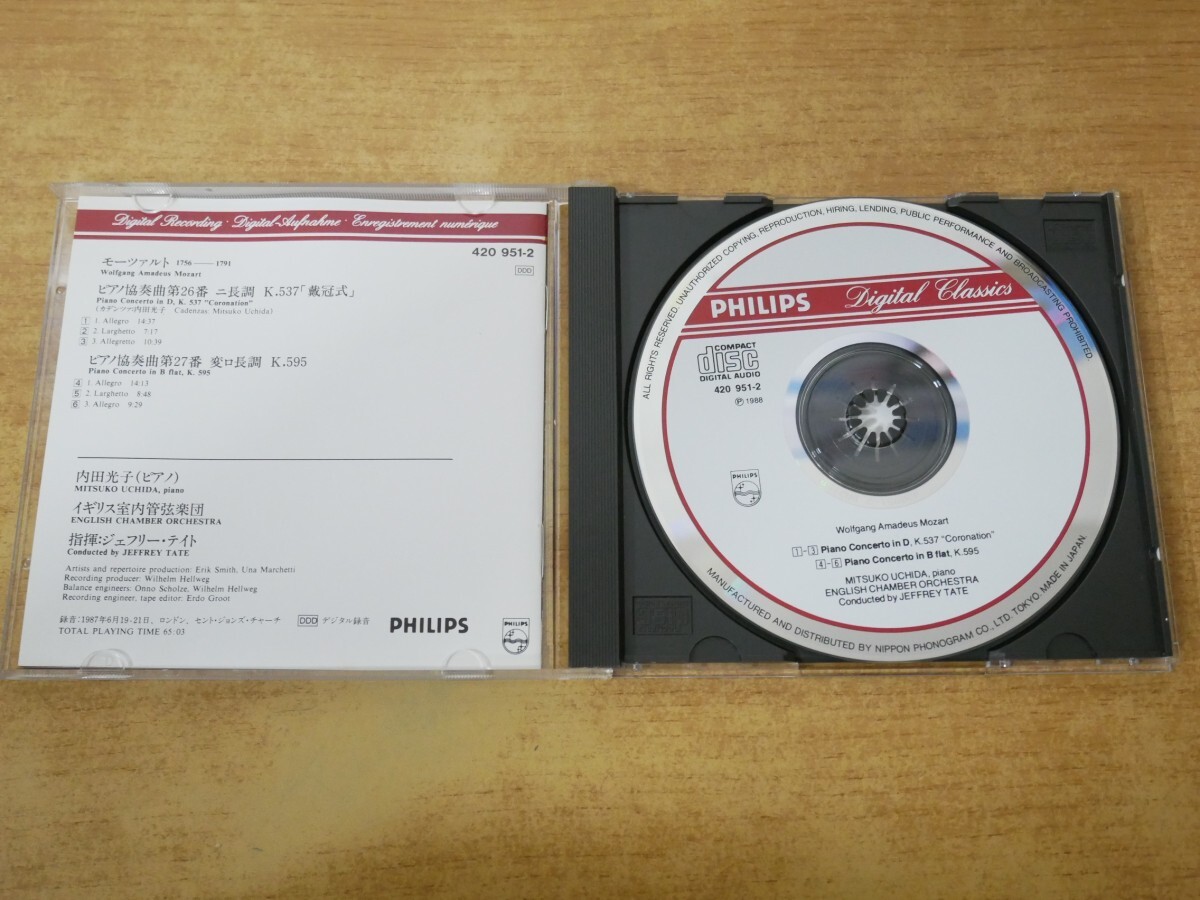 Digital Recording · Digital-Aufnahme · Enregistrement numérique
420 951-2
モーツァルト 1756——1791
Wolfgang Amadeus Mozart
DDD
ピアノ協奏曲第26番 ニ長調 K.537「戴冠式」
Piano Concerto in D, K. 537 "Coronation"
(カデンツァ:内田光子 Cadenzas: Mitsuko Uchida)
1 1. Allegro 14:37
2 2. Larghetto 7:17
3 3. Allegretto 10:39
ピアノ協奏曲第27番 変ロ長調 K.595
Piano Concerto in B flat, K. 595
4 1. Allegro 14:13
5 2. Larghetto 8:48
6 3. Allegro 9:29
内田光子(ピアノ)
MITSUKO UCHIDA, piano
イギリス室内管弦楽団
ENGLISH CHAMBER ORCHESTRA
指揮:ジェフリー・テイト
Conducted by JEFFREY TATE
Artists and repertoire production: Erik Smith, Una Marchetti
Recording producer: Wilhelm Hellweg
Balance engineers: Onno Scholze, Wilhelm Hellweg
Recording engineer, tape editor: Erdo Groot
録音:1987年6月19-21日、ロンドン、セント・ジョンズ・チャーチ DDD デジタル録音
TOTAL PLAYING TIME 65:03
PHILIPS
PHILIPS
ALL RIGHTS RESERVED. UNAUTHORIZED COPYING, REPRODUCTION, HIRING, LENDING, PUBLIC PERFORMANCE AND BROADCASTING PROHIBITED.
PHILIPS Digital Classics
COMPACT
disc
DIGITAL AUDIO
420 951-2
Ⓟ 1988
PHILIPS
Wolfgang Amadeus Mozart
1-3 Piano Concerto in D, K.537 "Coronation"
4-6 Piano Concerto in B flat, K.595
MITSUKO UCHIDA, piano
ENGLISH CHAMBER ORCHESTRA
Conducted by JEFFREY TATE
MANUFACTURED AND DISTRIBUTED BY NIPPON PHONOGRAM CO., LTD. TOKYO. MADE IN JAPAN.